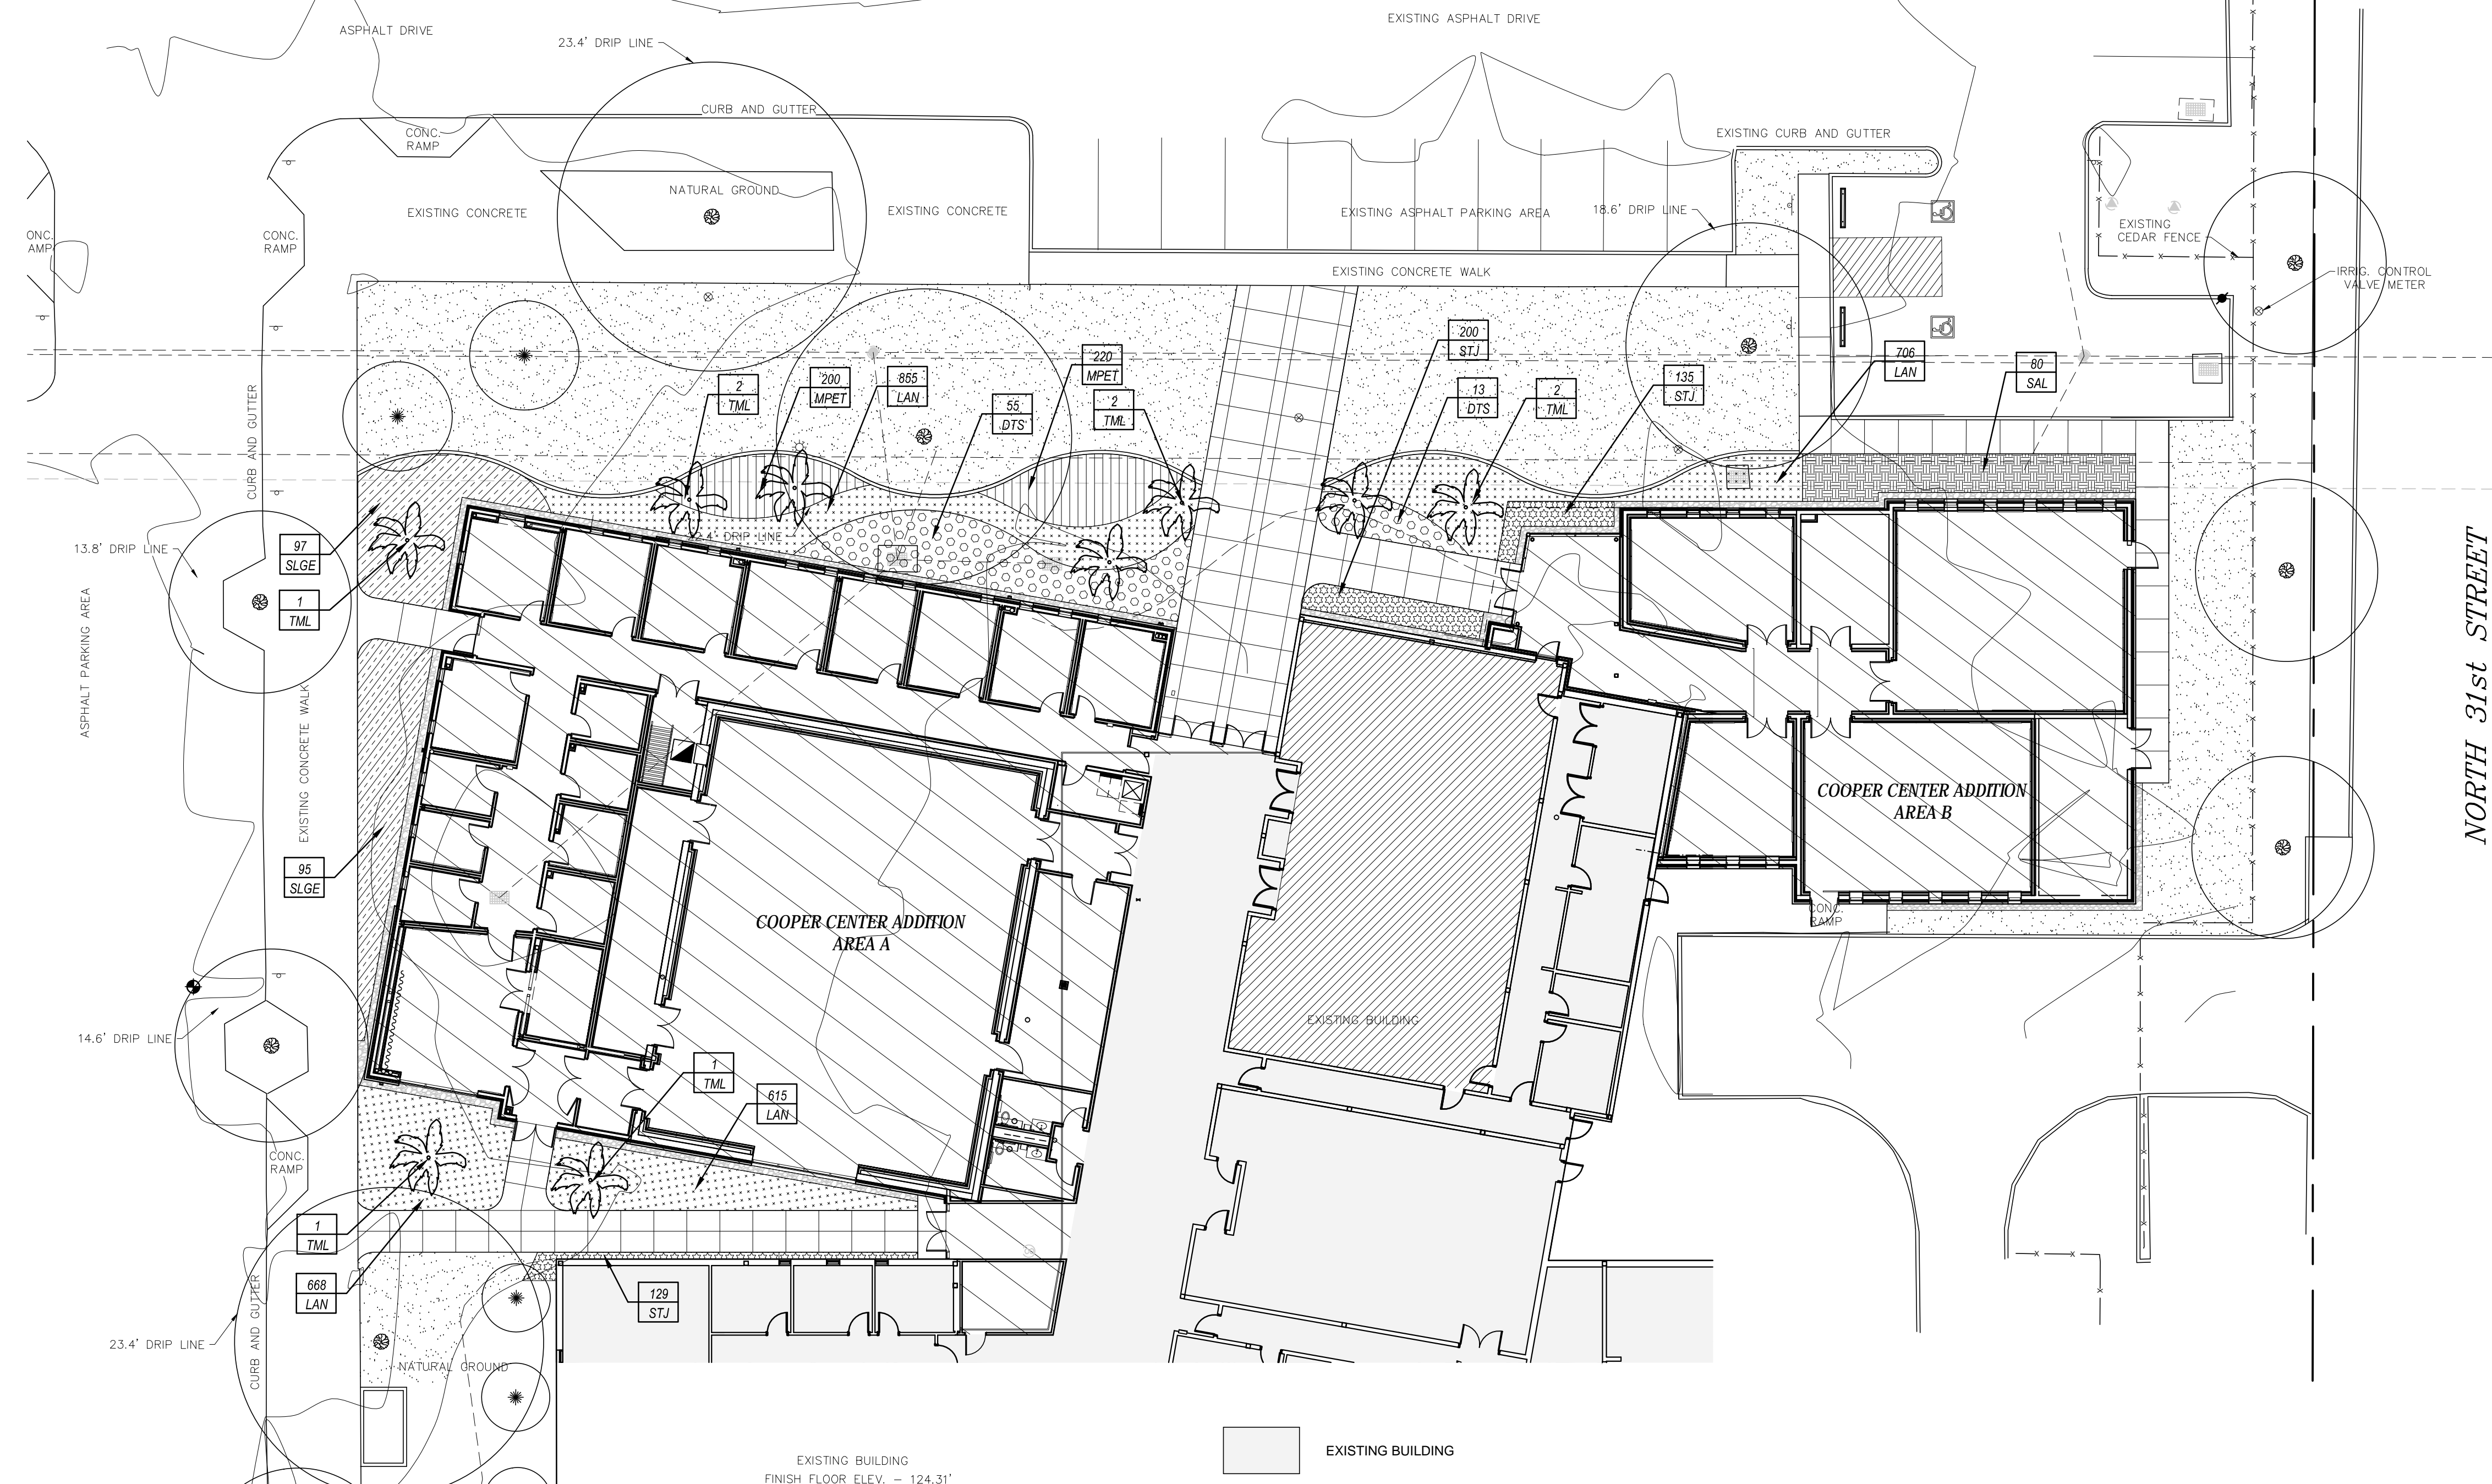 ASPHALT DRIVE
EXISTING ASPHALT DRIVE
23.4' DRIP LINE
CURB AND GUTTER
CONC.
RAMP
EXISTING CURB AND GUTTER
NATURAL GROUND
EXISTING CONCRETE
EXISTING CONCRETE
EXISTING ASPHALT PARKING AREA
18.6' DRIP LINE
EXISTING
CEDAR FENCE
ONC.
AMP
CONC.
RAMP
EXISTING CONCRETE WALK
IRRIG. CONTROL
VALVE METER
200
STJ
706
LAN
80
SAL
220
MPET
2
TML
200
MPET
855
LAN
55
DTS
2
TML
13
DTS
2
TML
135
STJ
CURB AND GUTTER
DRIP LINE
13.8' DRIP LINE
97
SLGE
1
TML
ASPHALT PARKING AREA
EXISTING CONCRETE WALK
NORTH 31st STREET
COOPER CENTER ADDITION
AREA B
95
SLGE
COOPER CENTER ADDITION
AREA A
CONC.
RAMP
EXISTING BUILDING
14.6' DRIP LINE
1
TML
615
LAN
CONC.
RAMP
1
TML
668
LAN
129
STJ
23.4' DRIP LINE
CURB AND GUTTER
NATURAL GROUND
EXISTING BUILDING
FINISH FLOOR ELEV. – 124.31'
EXISTING BUILDING